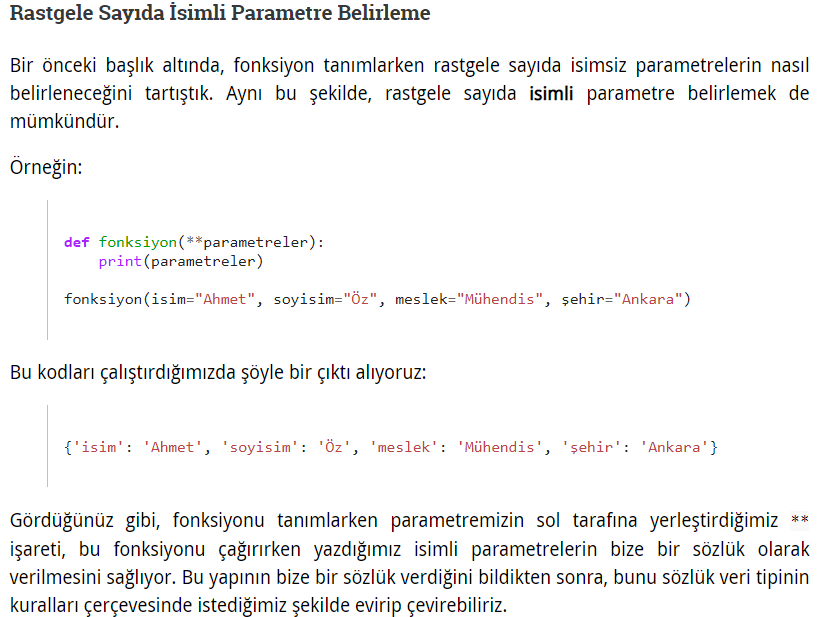 Rastgele Sayıda İsimli Parametre Belirleme
Bir önceki başlık altında, fonksiyon tanımlarken rastgele sayıda isimsiz parametrelerin nasıl
belirleneceğini tartıştık. Aynı bu şekilde, rastgele sayıda isimli parametre belirlemek de
mümkündür.
Örneğin:
def fonksiyon(**parametreler):
    print(parametreler)
fonksiyon(isim="Ahmet", soyisim="Öz", meslek="Mühendis", şehir="Ankara")
Bu kodları çalıştırdığımızda şöyle bir çıktı alıyoruz:
{'isim': 'Ahmet', 'soyisim': 'Öz', 'meslek': 'Mühendis', 'şehir': 'Ankara'}
Gördüğünüz gibi, fonksiyonu tanımlarken parametremizin sol tarafına yerleştirdiğimiz **
işareti, bu fonksiyonu çağırırken yazdığımız isimli parametrelerin bize bir sözlük olarak
verilmesini sağlıyor. Bu yapının bize bir sözlük verdiğini bildikten sonra, bunu sözlük veri tipinin
kuralları çerçevesinde istediğimiz şekilde evirip çevirebiliriz.